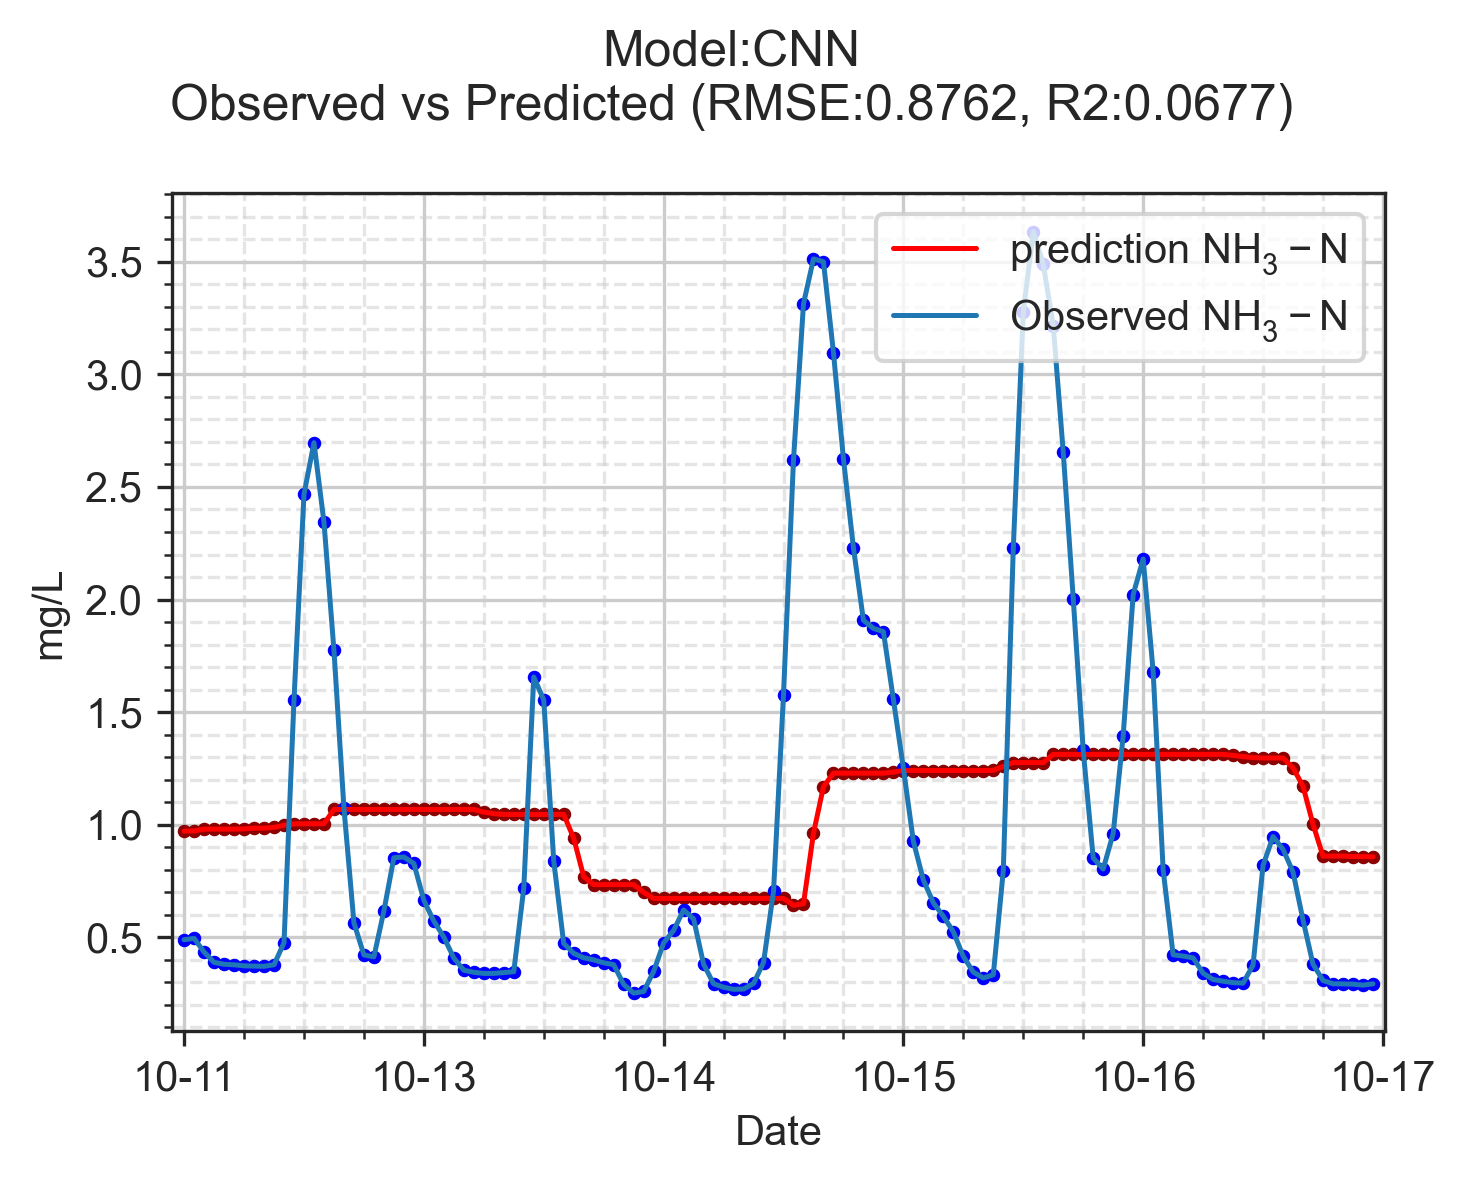 Model:CNN
Observed vs Predicted (RMSE:0.8762, R2:0.0677)
prediction NH₃ − N
Observed NH₃ − N
3.5
3.0
2.5
2.0
1.5
1.0
0.5
mg/L
10-11 10-13 10-14 10-15 10-16 10-17
Date